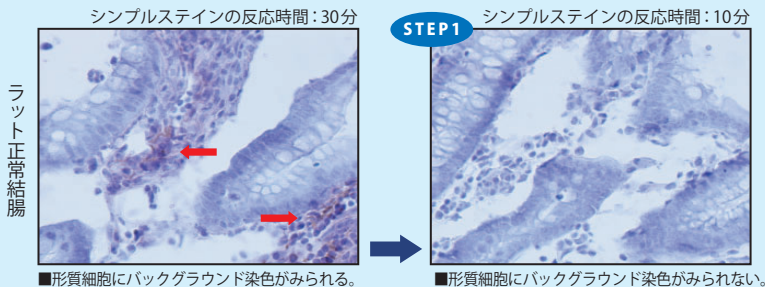 シンプルステインの反応時間：30分
STEP1
シンプルステインの反応時間：10分
ラット正常結腸
■形質細胞にバックグラウンド染色がみられる。
■形質細胞にバックグラウンド染色がみられない。